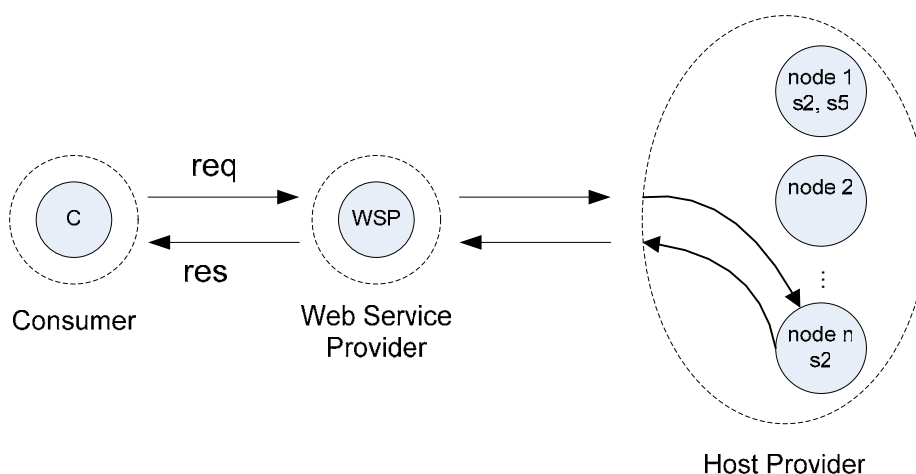 req
C
res
Consumer
WSP
Web Service
Provider
node 1
s2, s5
node 2
⋮
node n
s2
Host Provider